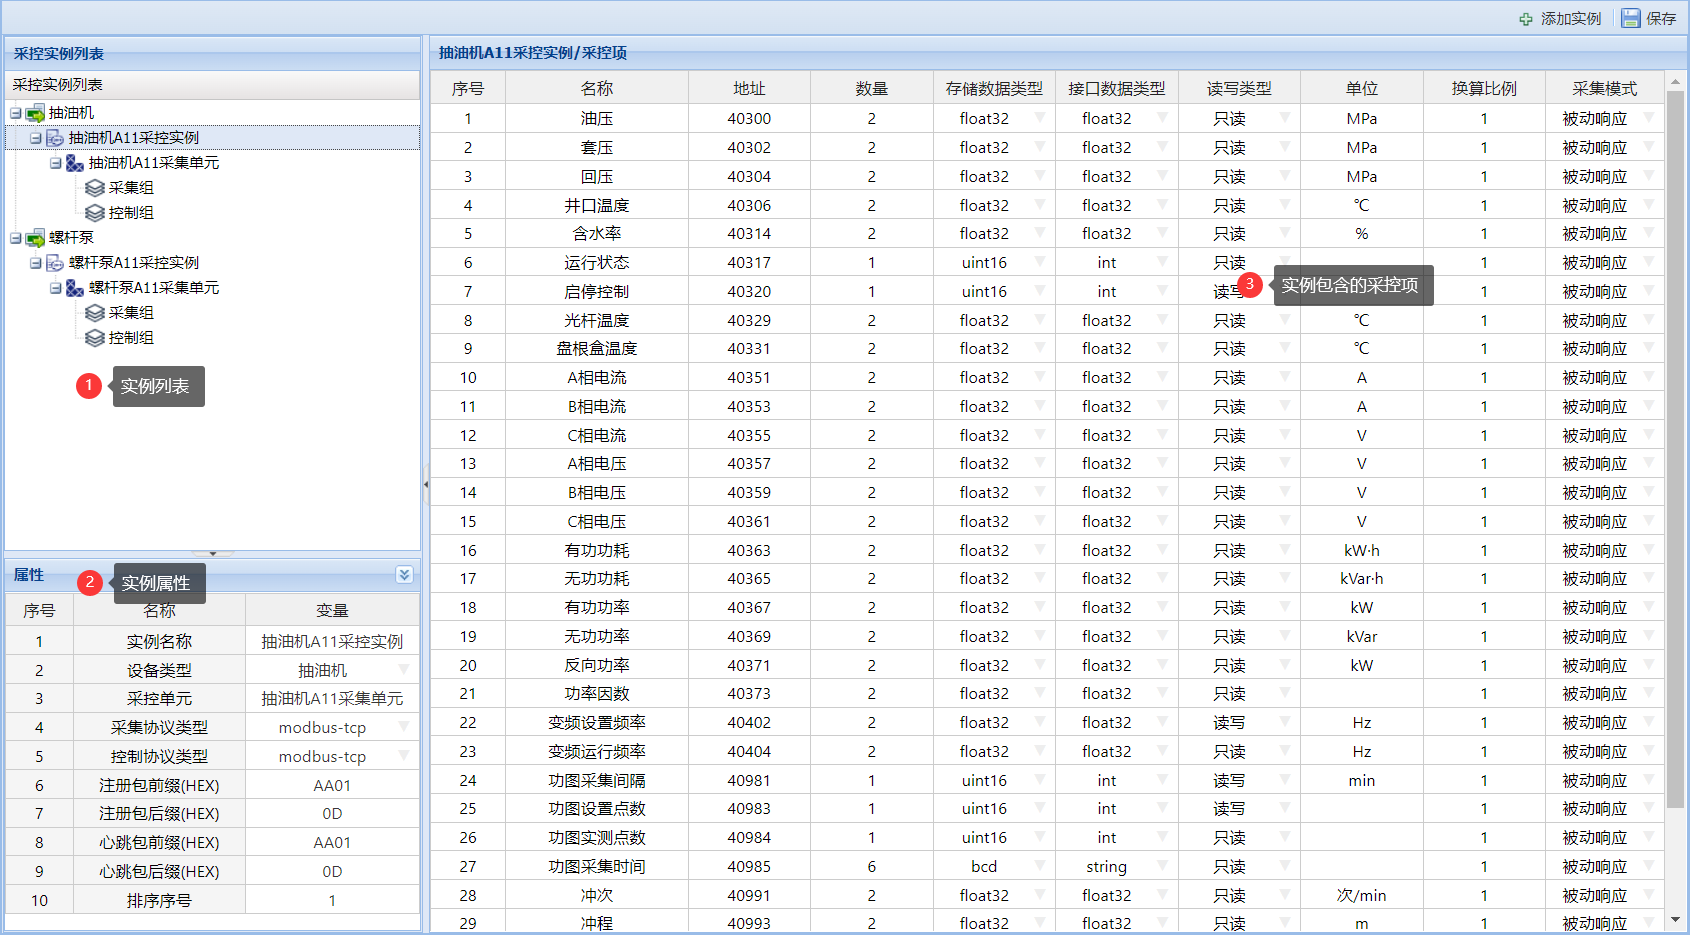 添加实例 保存
采控实例列表
采控实例列表
抽油机
抽油机A11采控实例
抽油机A11采集单元
采集组
控制组
螺杆泵
螺杆泵A11采控实例
螺杆泵A11采集单元
采集组
控制组
1 实例列表
属性
2 实例属性
序号 名称 变量
1 实例名称 抽油机A11采控实例
2 设备类型 抽油机
3 采控单元 抽油机A11采集单元
4 采集协议类型 modbus-tcp
5 控制协议类型 modbus-tcp
6 注册包前缀(HEX) AA01
7 注册包后缀(HEX) 0D
8 心跳包前缀(HEX) AA01
9 心跳包后缀(HEX) 0D
10 排序序号 1
抽油机A11采控实例/采控项
序号 名称 地址 数量 存储数据类型 接口数据类型 读写类型 单位 换算比例 采集模式
1 油压 40300 2 float32 float32 只读 MPa 1 被动响应
2 套压 40302 2 float32 float32 只读 MPa 1 被动响应
3 回压 40304 2 float32 float32 只读 MPa 1 被动响应
4 井口温度 40306 2 float32 float32 只读 ℃ 1 被动响应
5 含水率 40314 2 float32 float32 只读 % 1 被动响应
6 运行状态 40317 1 uint16 int 只读 1 被动响应
7 启停控制 40320 1 uint16 int 读写 1 被动响应
3 实例包含的采控项
8 光杆温度 40329 2 float32 float32 只读 ℃ 1 被动响应
9 盘根盒温度 40331 2 float32 float32 只读 ℃ 1 被动响应
10 A相电流 40351 2 float32 float32 只读 A 1 被动响应
11 B相电流 40353 2 float32 float32 只读 A 1 被动响应
12 C相电流 40355 2 float32 float32 只读 V 1 被动响应
13 A相电压 40357 2 float32 float32 只读 V 1 被动响应
14 B相电压 40359 2 float32 float32 只读 V 1 被动响应
15 C相电压 40361 2 float32 float32 只读 V 1 被动响应
16 有功功耗 40363 2 float32 float32 只读 kW·h 1 被动响应
17 无功功耗 40365 2 float32 float32 只读 kVar·h 1 被动响应
18 有功功率 40367 2 float32 float32 只读 kW 1 被动响应
19 无功功率 40369 2 float32 float32 只读 kVar 1 被动响应
20 反向功率 40371 2 float32 float32 只读 kW 1 被动响应
21 功率因数 40373 2 float32 float32 只读 1 被动响应
22 变频设置频率 40402 2 float32 float32 读写 Hz 1 被动响应
23 变频运行频率 40404 2 float32 float32 只读 Hz 1 被动响应
24 功图采集间隔 40981 1 uint16 int 读写 min 1 被动响应
25 功图设置点数 40983 1 uint16 int 读写 1 被动响应
26 功图实测点数 40984 1 uint16 int 只读 1 被动响应
27 功图采集时间 40985 6 bcd string 只读 1 被动响应
28 冲次 40991 2 float32 float32 只读 次/min 1 被动响应
29 冲程 40993 2 float32 float32 只读 m 1 被动响应